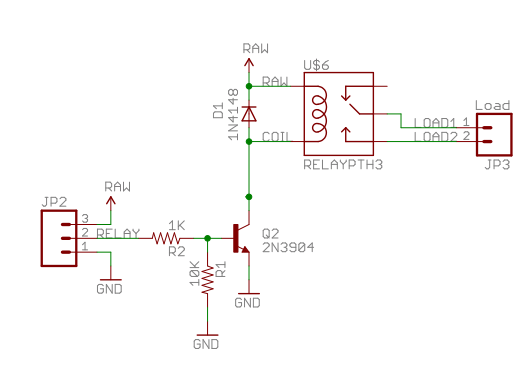 RAW
U$6
RAW
D1
1N4148
COIL
RELAYPTH3
Load
LOAD1 1
LOAD2 2
JP3
JP2
RAW
3
2 RELAY
1
1K
R2
Q2
2N3904
10K
R1
GND
GND
GND